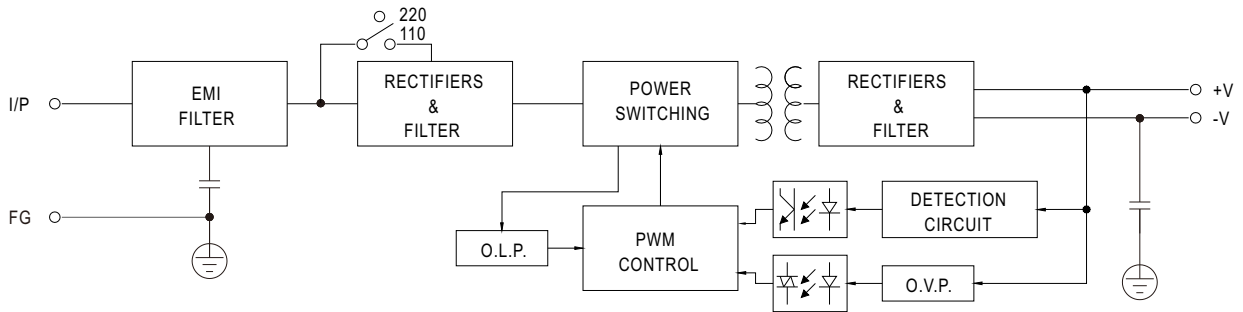 220
110
I/P
EMI
FILTER
RECTIFIERS
&
FILTER
POWER
SWITCHING
RECTIFIERS
&
FILTER
+V
-V
FG
O.L.P.
PWM
CONTROL
DETECTION
CIRCUIT
O.V.P.